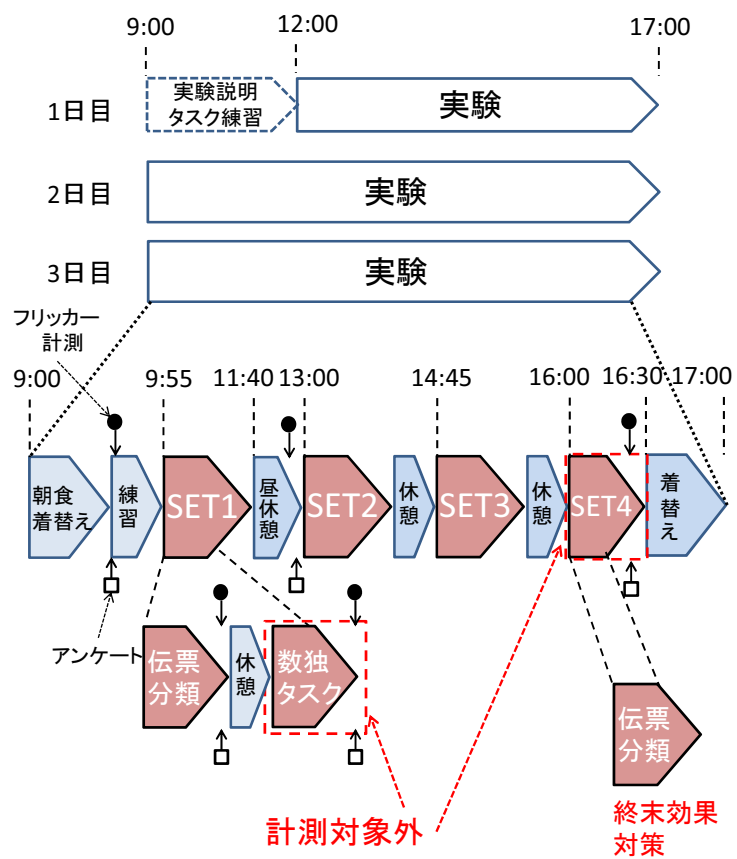 9:00
12:00
17:00
1日目
実験説明
タスク練習
実験
2日目
実験
3日目
実験
フリッカー
計測
9:00
9:55
11:40
13:00
14:45
16:00
16:30
17:00
朝食
着替え
練習
SET1
昼休憩
SET2
休憩
SET3
休憩
SET4
着替え
アンケート
伝票
分類
休憩
数独
タスク
伝票
分類
計測対象外
終末効果
対策